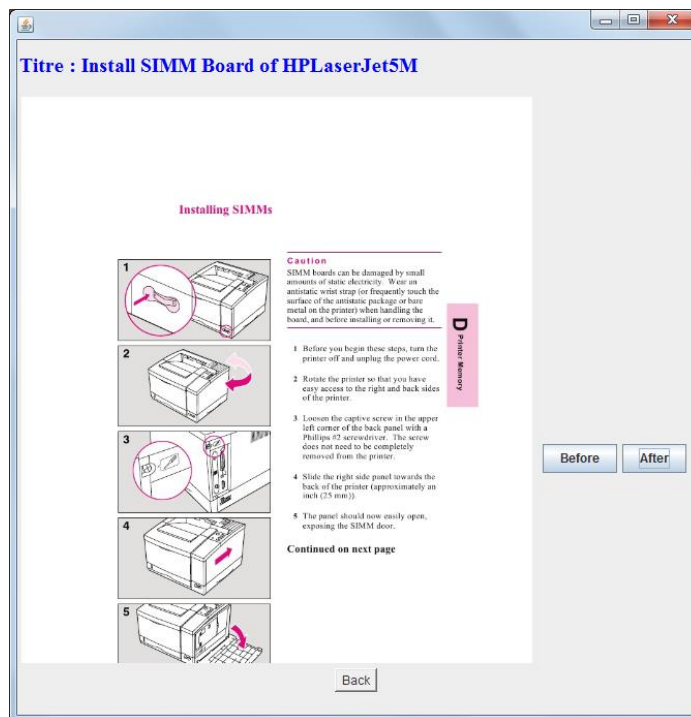 Titre : Install SIMM Board of HPLaserJet5M
Installing SIMMs
1
2
3
4
5
Caution
SIMM boards can be damaged by small
amounts of static electricity. Wear an
antistatic wrist strap (or frequently touch the
surface of the antistatic package or bare
metal on the printer) when handling the
board, and before installing or removing it.
1 Before you begin these steps, turn the
printer off and unplug the power cord.
2 Rotate the printer so that you have
easy access to the right and back sides
of the printer.
3 Loosen the captive screw in the upper
left corner of the back panel with a
Phillips #2 screwdriver. The screw
does not need to be completely
removed from the printer.
4 Slide the right side panel towards the
back of the printer (approximately an
inch (25 mm)).
5 The panel should now easily open,
exposing the SIMM door.
Continued on next page
D Printer Memory
Before
After
Back